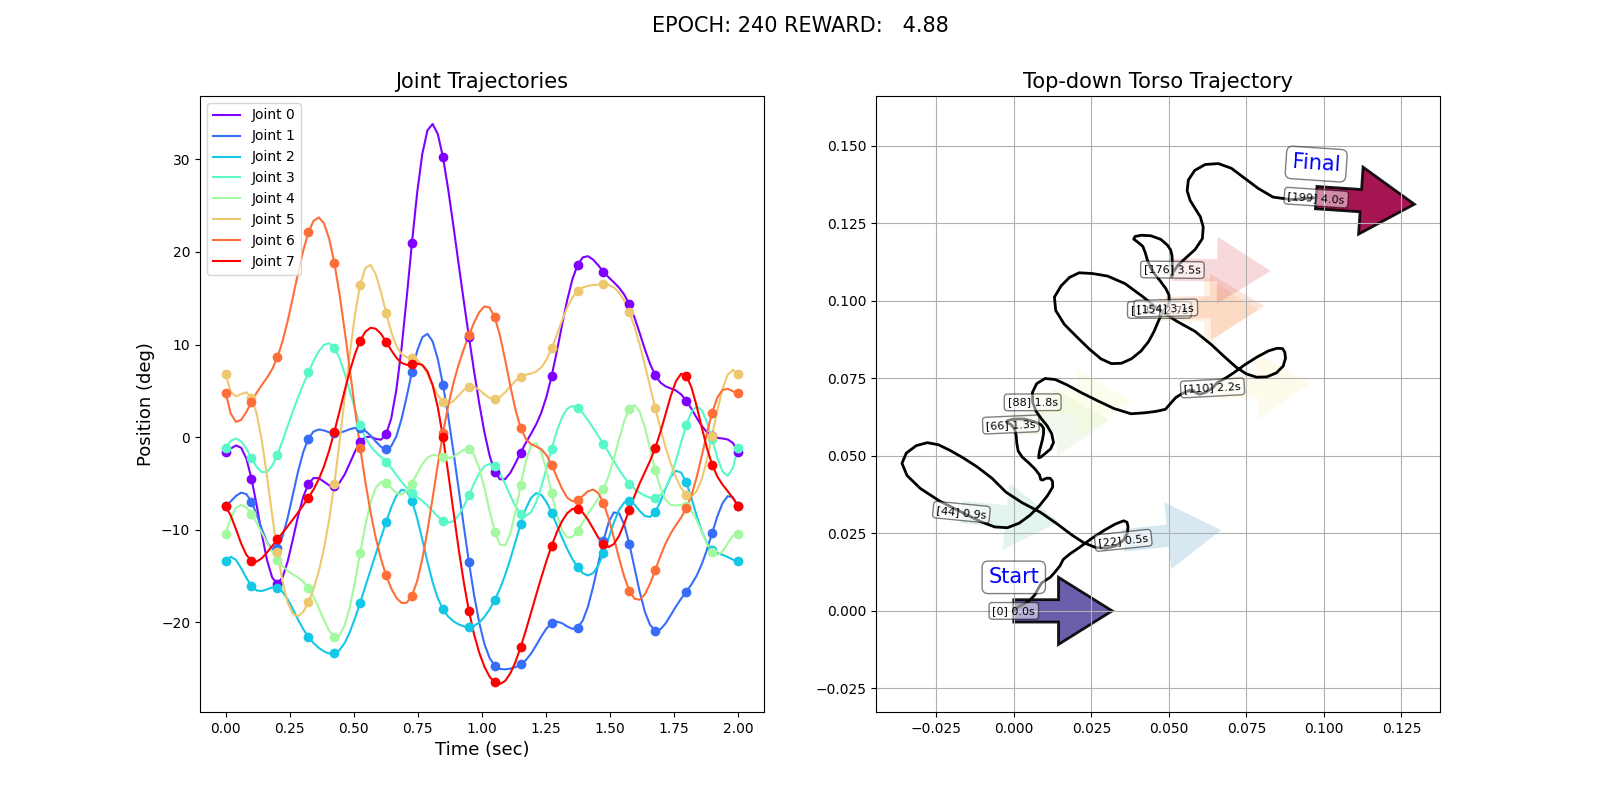 EPOCH: 240 REWARD:   4.88
Joint Trajectories
Joint 0
Joint 1
Joint 2
Joint 3
Joint 4
Joint 5
Joint 6
Joint 7
30
20
10
0
−10
−20
Position (deg)
0.00 0.25 0.50 0.75 1.00 1.25 1.50 1.75 2.00
Time (sec)
Top-down Torso Trajectory
0.150
0.125
0.100
0.075
0.050
0.025
0.000
−0.025
−0.025 0.000 0.025 0.050 0.075 0.100 0.125
Final
[199] 4.0s
[176] 3.5s
[154] 3.1s
[110] 2.2s
[88] 1.8s
[66] 1.3s
[44] 0.9s
[22] 0.5s
Start
[0] 0.0s